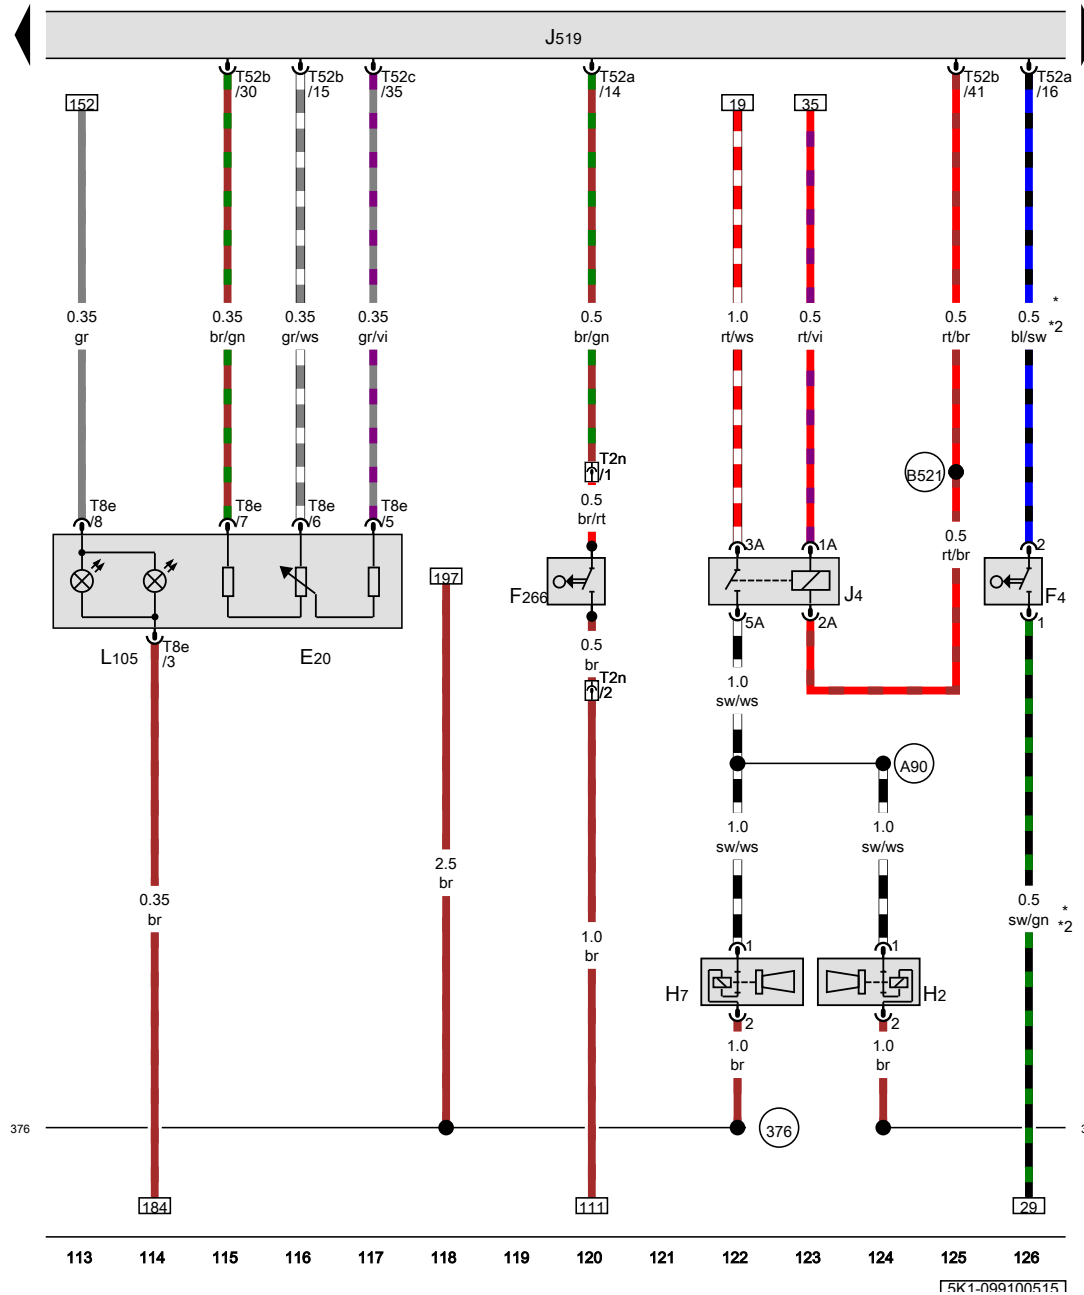 J519
T52b
/30
T52b
/15
T52c
/35
T52a
/14
T52b
/41
T52a
/16
152
19
35
0.35
gr
0.35
br/gn
0.35
gr/ws
0.35
gr/vi
0.5
br/gn
1.0
rt/ws
0.5
rt/vi
0.5
rt/br
0.5
bl/sw
*
*2
T2n
/1
B521
T8e
/8
T8e
/7
T8e
/6
T8e
/5
0.5
br/rt
0.5
rt/br
3A
1A
2
197
F266
J4
F4
5A
2A
1
L105
T8e
/3
E20
0.5
br
T2n
/2
1.0
sw/ws
A90
1.0
sw/ws
1.0
sw/ws
2.5
br
0.35
br
1.0
br
0.5
sw/gn
*
*2
1
1
H7
H2
2
2
1.0
br
1.0
br
376
376
184
111
29
113 114 115 116 117 118 119 120 121 122 123 124 125 126
5K1-099100515